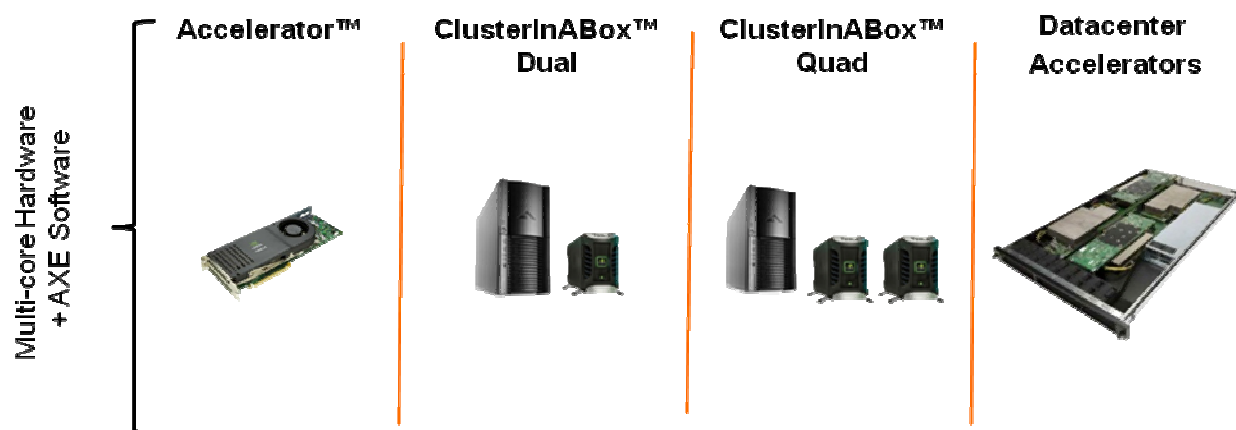 Accelerator™
ClusterInABox™
Dual
ClusterInABox™
Quad
Datacenter
Accelerators
Multi-core Hardware
+ AXE Software